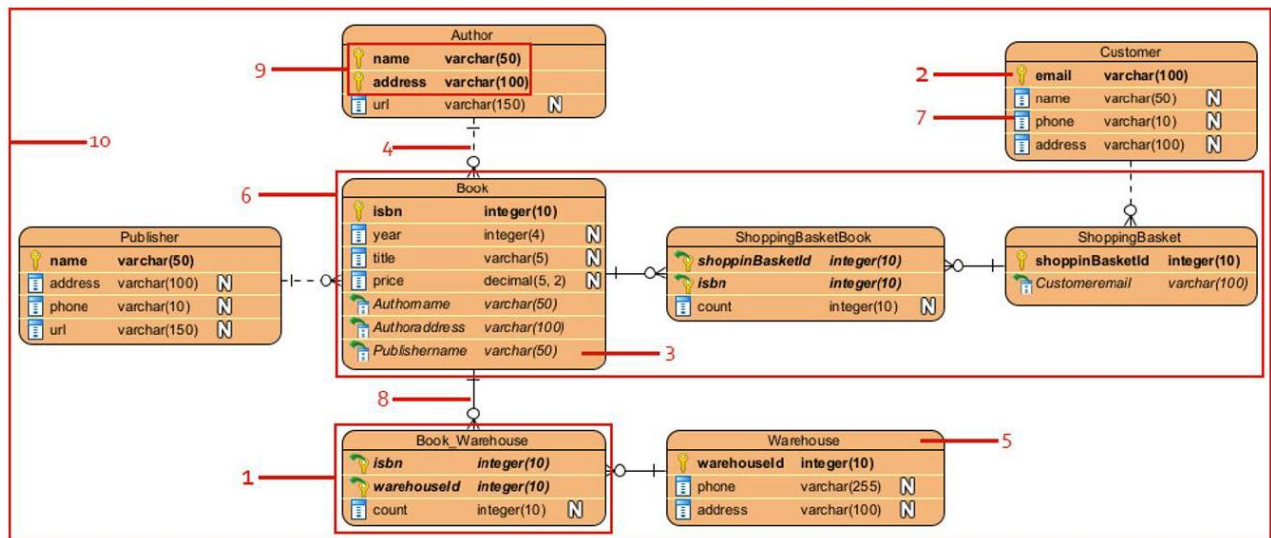 Author
name varchar(50)
address varchar(100)
url varchar(150) N
9
10
4
Customer
email varchar(100)
name varchar(50) N
phone varchar(10) N
address varchar(100) N
2
7
6
Book
isbn integer(10)
year integer(4) N
title varchar(5) N
price decimal(5, 2) N
Authorname varchar(50)
Authoraddress varchar(100)
Publishername varchar(50)
3
Publisher
name varchar(50)
address varchar(100) N
phone varchar(10) N
url varchar(150) N
ShoppingBasketBook
shoppinBasketId integer(10)
isbn integer(10)
count integer(10) N
ShoppingBasket
shoppinBasketId integer(10)
Customeremail varchar(100)
8
1
Book_Warehouse
isbn integer(10)
warehouseId integer(10)
count integer(10) N
Warehouse
warehouseId integer(10)
phone varchar(255) N
address varchar(100) N
5